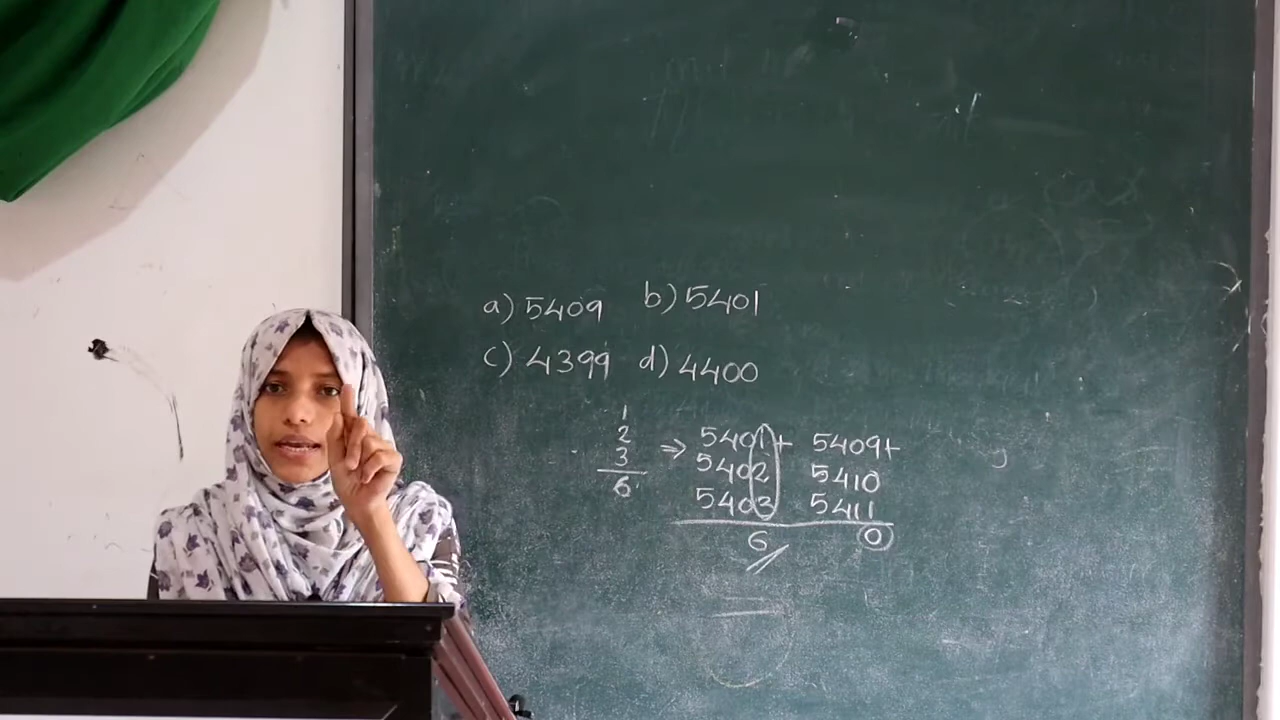 a) 5409 b) 5401
c) 4399 d) 4400
1
2 ⇒ 5401+ 5409+
3 5402 5410
6 5403 5411
6 0